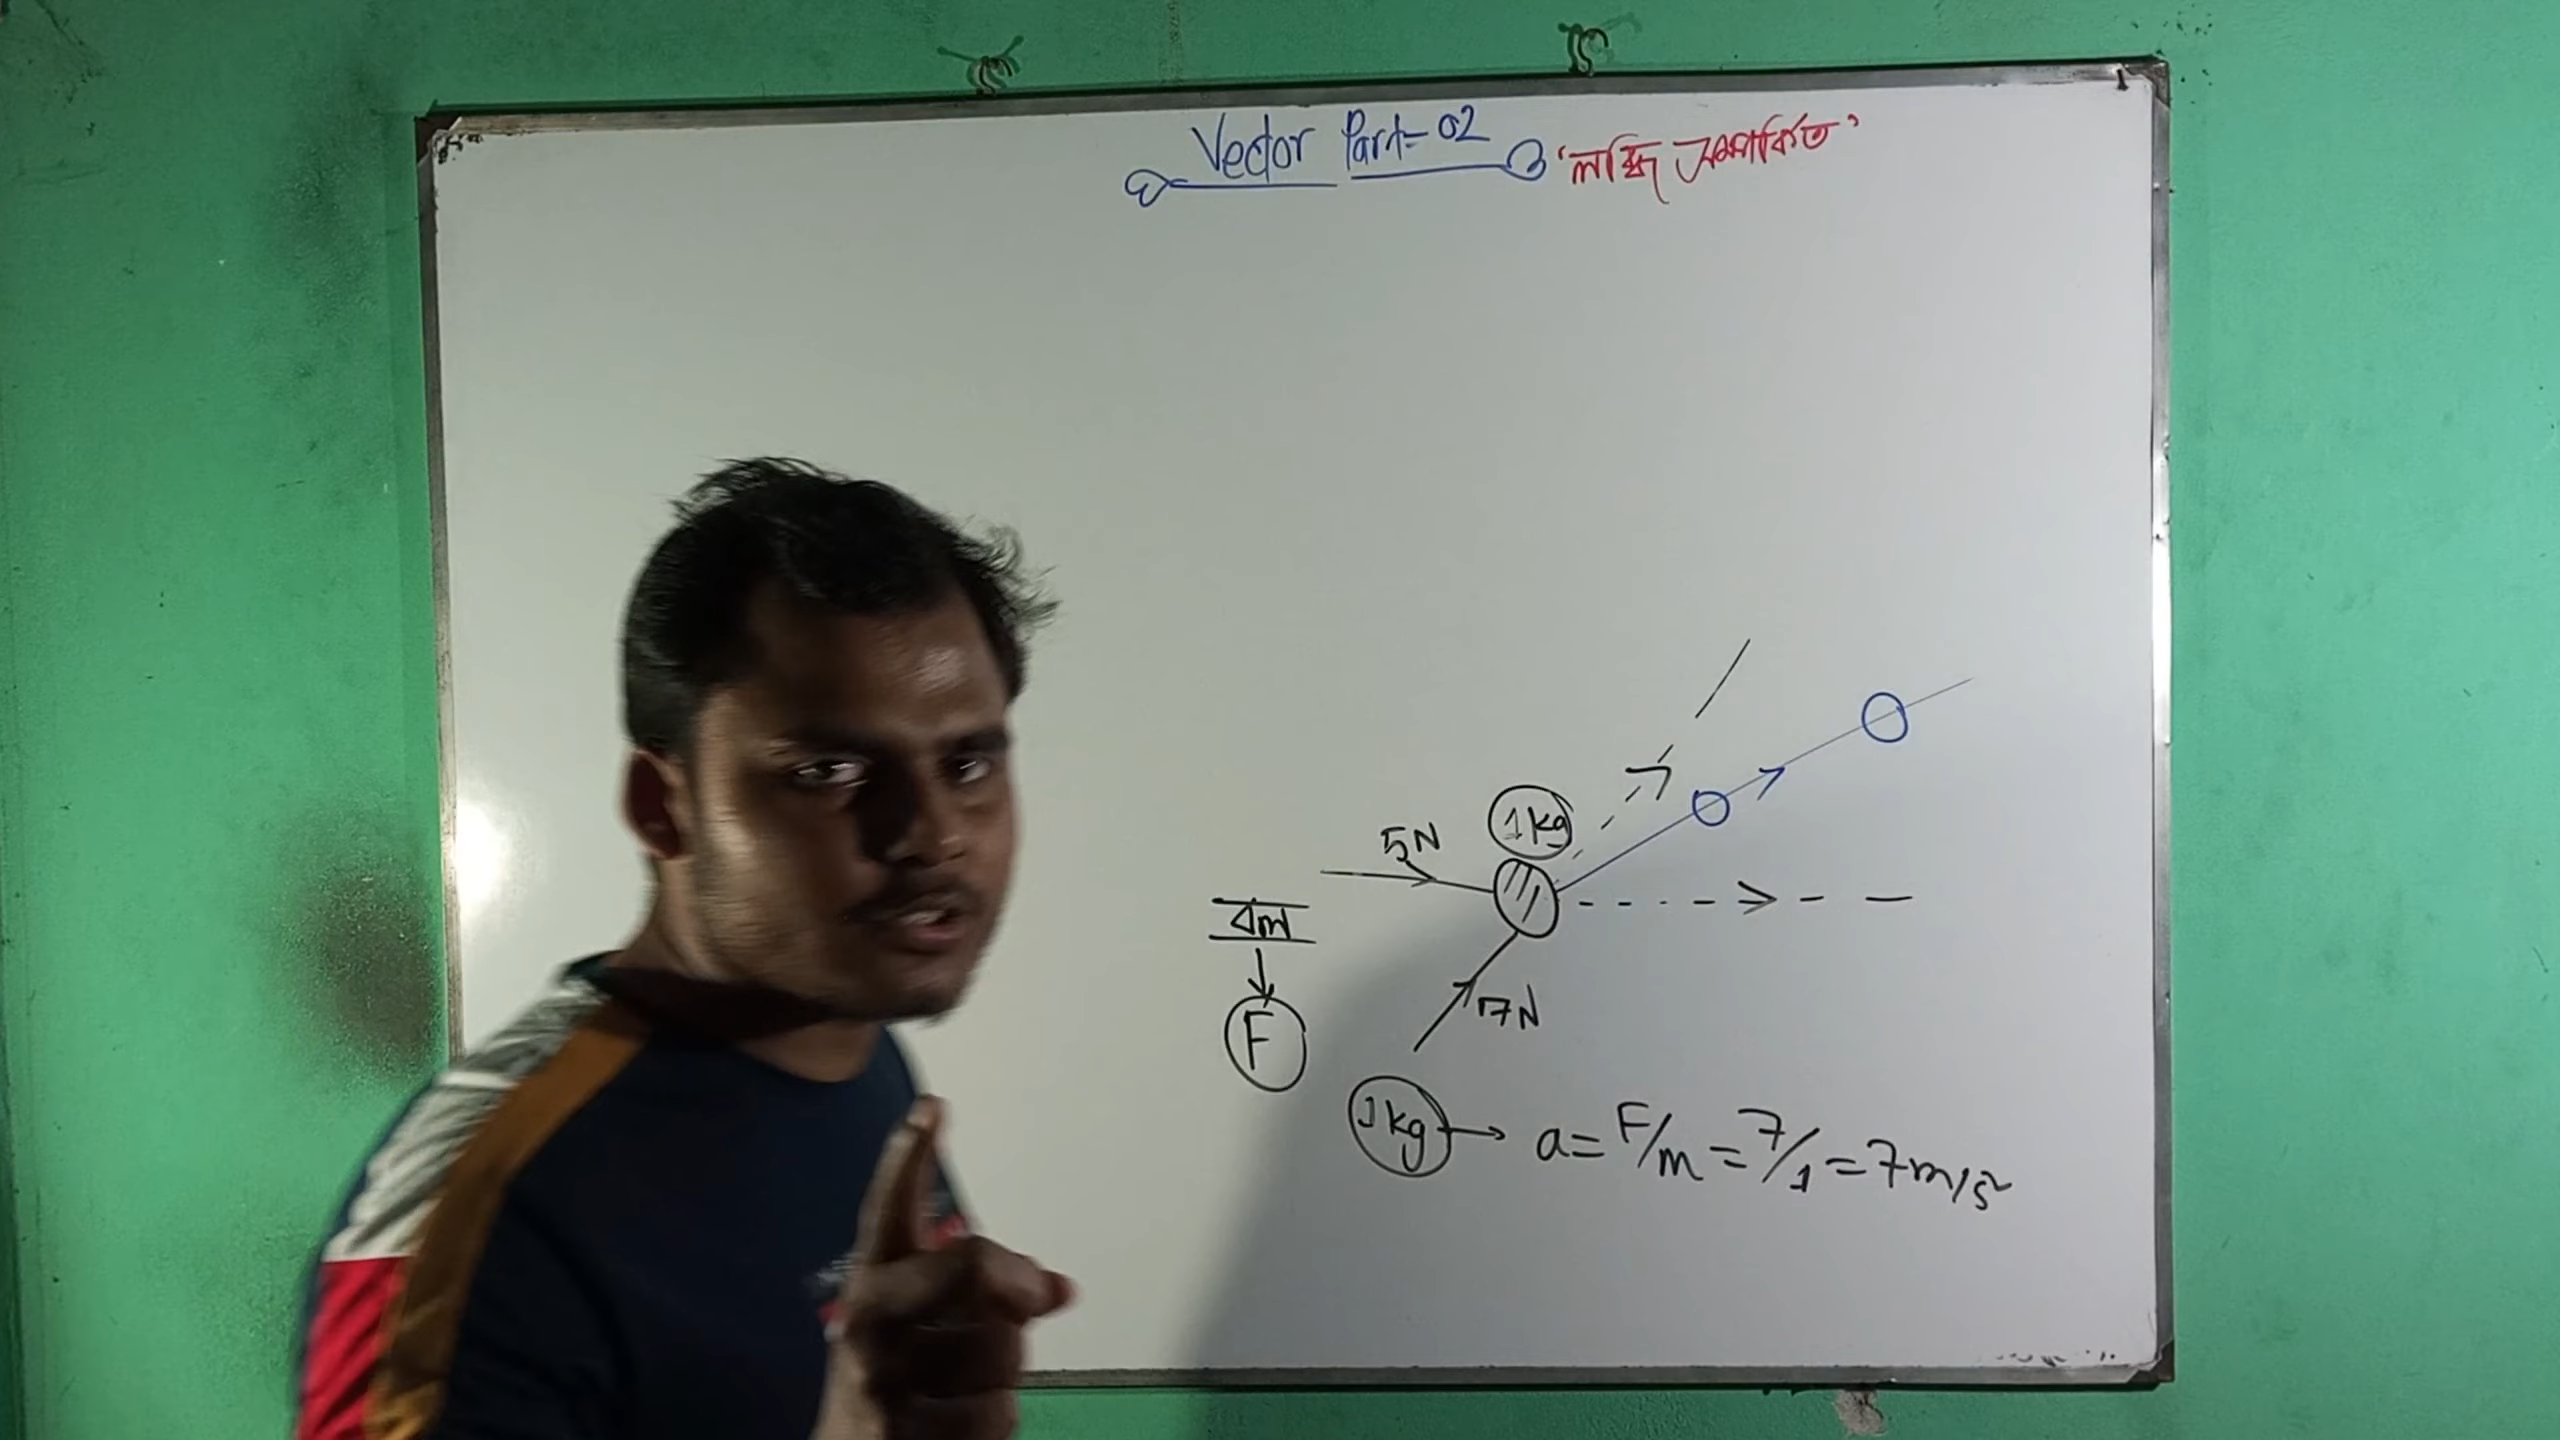 Vector Part-02 'লব্ধি সম্পর্কিত'
1kg
5N
বল
F
7N
1kg → a = F/m = 7/1 = 7m/s²